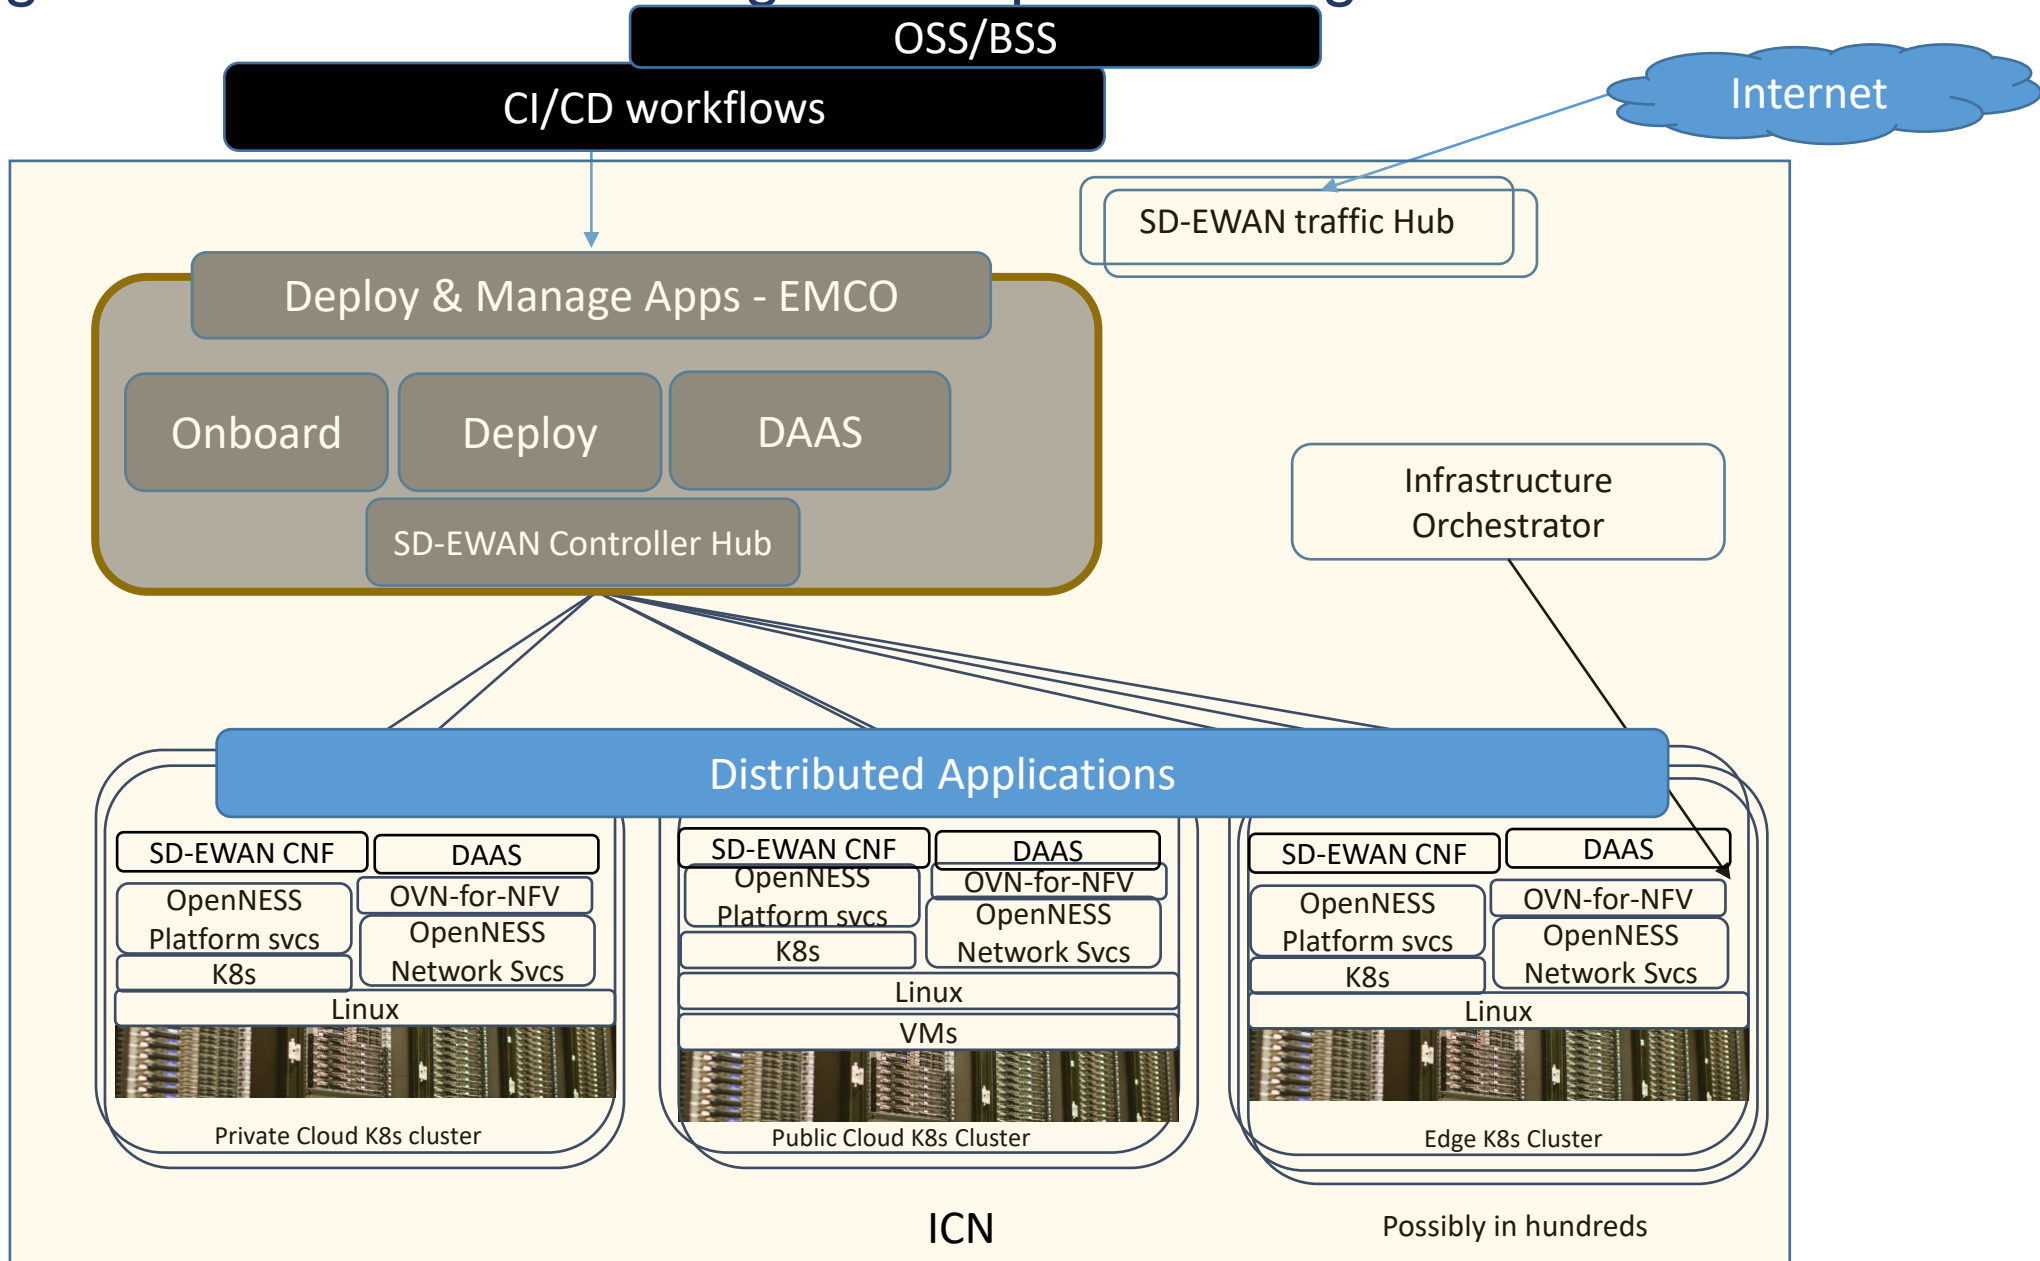 OSS/BSS
CI/CD workflows
Internet
SD-EWAN traffic Hub
Deploy & Manage Apps - EMCO
Onboard
Deploy
DAAS
SD-EWAN Controller Hub
Infrastructure
Orchestrator
Distributed Applications
SD-EWAN CNF
DAAS
OpenNESS
Platform svcs
OVN-for-NFV
OpenNESS
Network Svcs
K8s
Linux
Private Cloud K8s cluster
SD-EWAN CNF
DAAS
OpenNESS
Platform svcs
OVN-for-NFV
OpenNESS
Network Svcs
K8s
Linux
VMs
Public Cloud K8s Cluster
SD-EWAN CNF
DAAS
OpenNESS
Platform svcs
OVN-for-NFV
OpenNESS
Network Svcs
K8s
Linux
Edge K8s Cluster
ICN
Possibly in hundreds